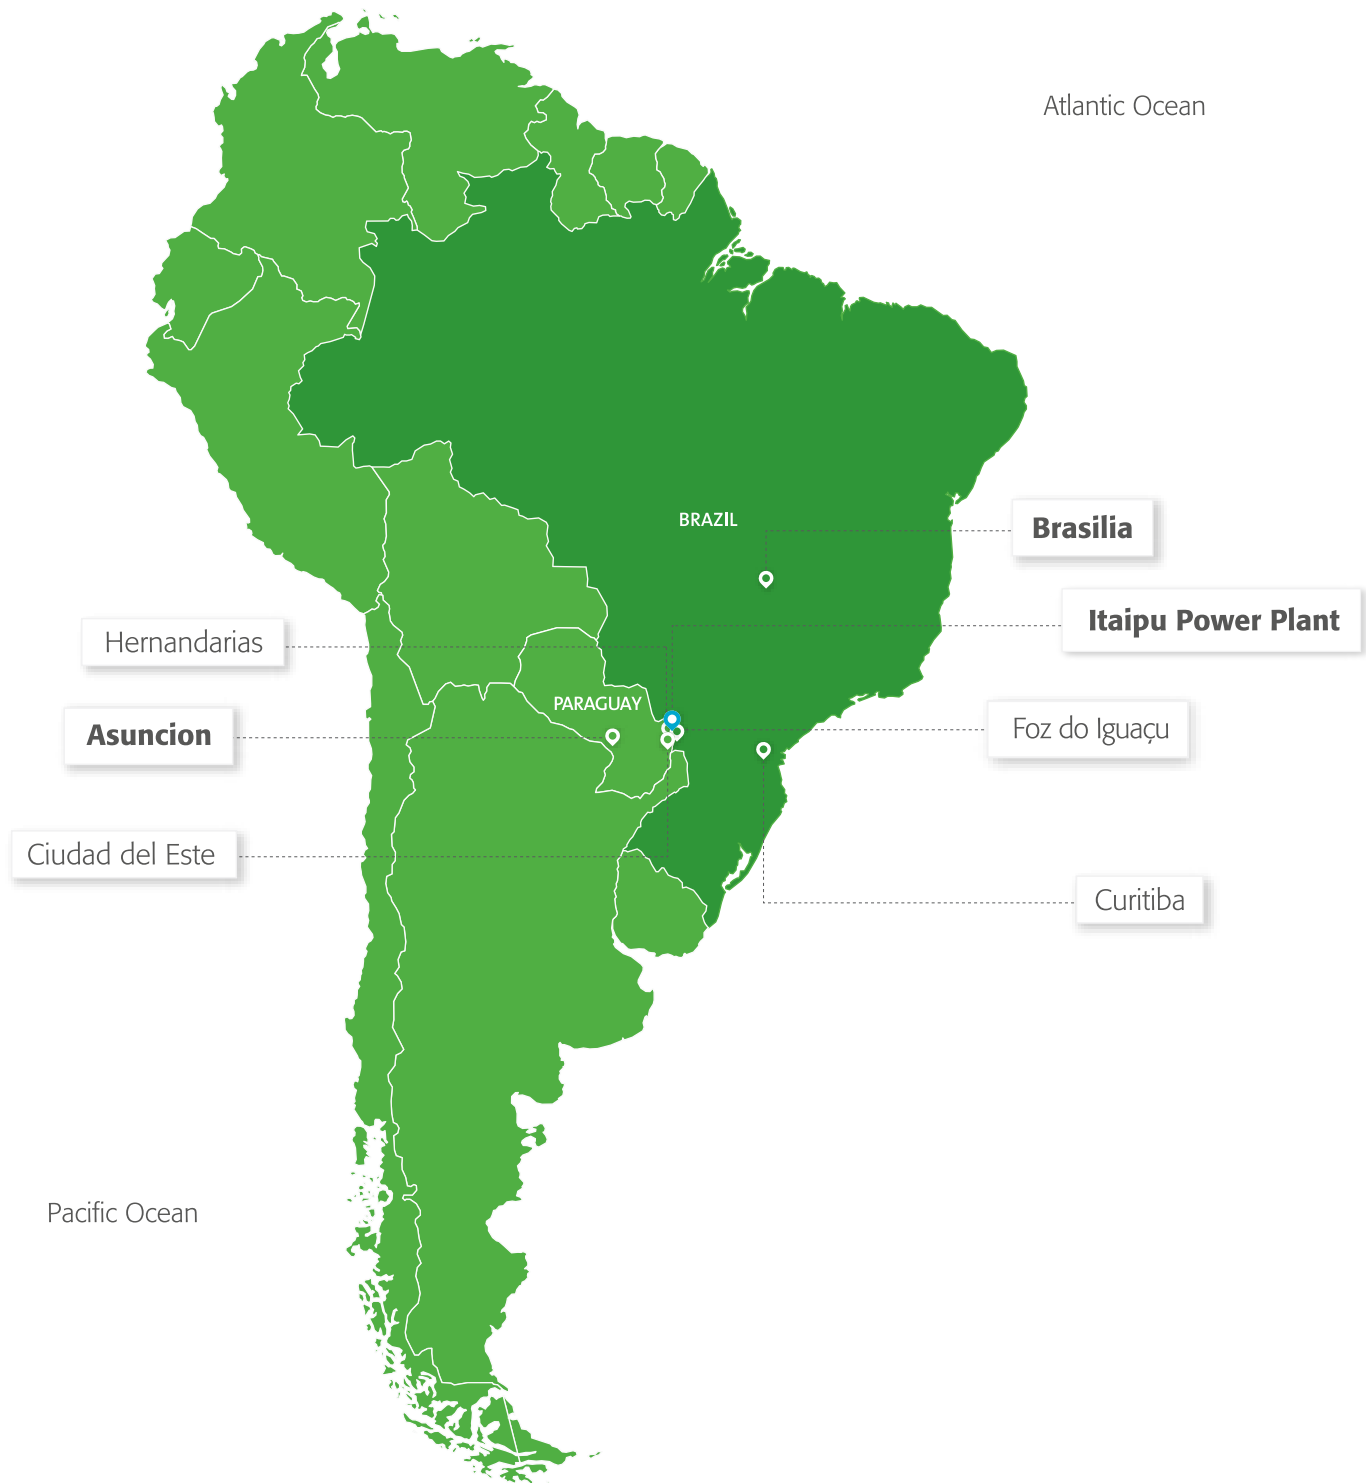 Atlantic Ocean
BRAZIL
Brasilia
Itaipu Power Plant
Hernandarias
PARAGUAY
Asuncion
Foz do Iguaçu
Ciudad del Este
Curitiba
Pacific Ocean